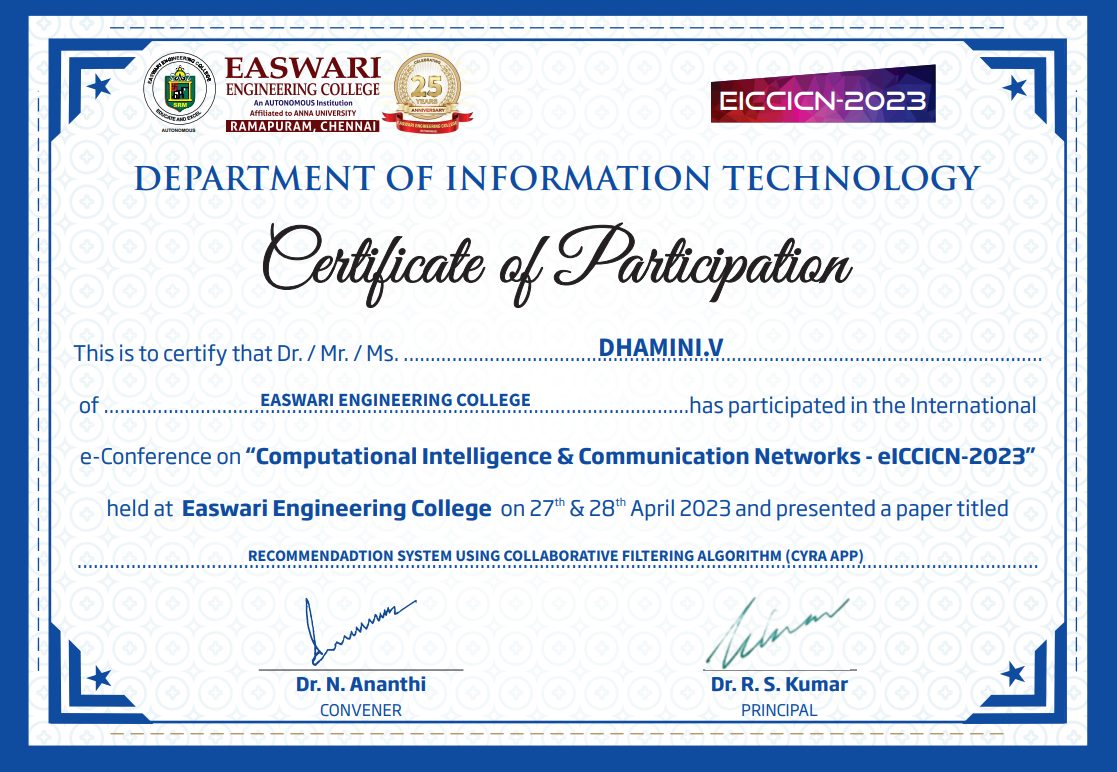 EASWARI ENGINEERING COLLEGE
SRM
EDUCATE AND EXCEL
AUTONOMOUS
EASWARI
ENGINEERING COLLEGE
An AUTONOMOUS Institution
Affiliated to ANNA UNIVERSITY
RAMAPURAM, CHENNAI
CELEBRATING
25
YEARS
ANNIVERSARY
EASWARI ENGINEERING COLLEGE
EICCICN-2023
DEPARTMENT OF INFORMATION TECHNOLOGY
Certificate of Participation
This is to certify that Dr. / Mr. / Ms. DHAMINI.V
of EASWARI ENGINEERING COLLEGE has participated in the International
e-Conference on “Computational Intelligence & Communication Networks - eICCICN-2023”
held at Easwari Engineering College on 27th & 28th April 2023 and presented a paper titled
RECOMMENDADTION SYSTEM USING COLLABORATIVE FILTERING ALGORITHM (CYRA APP)
Dr. N. Ananthi
CONVENER
Dr. R. S. Kumar
PRINCIPAL